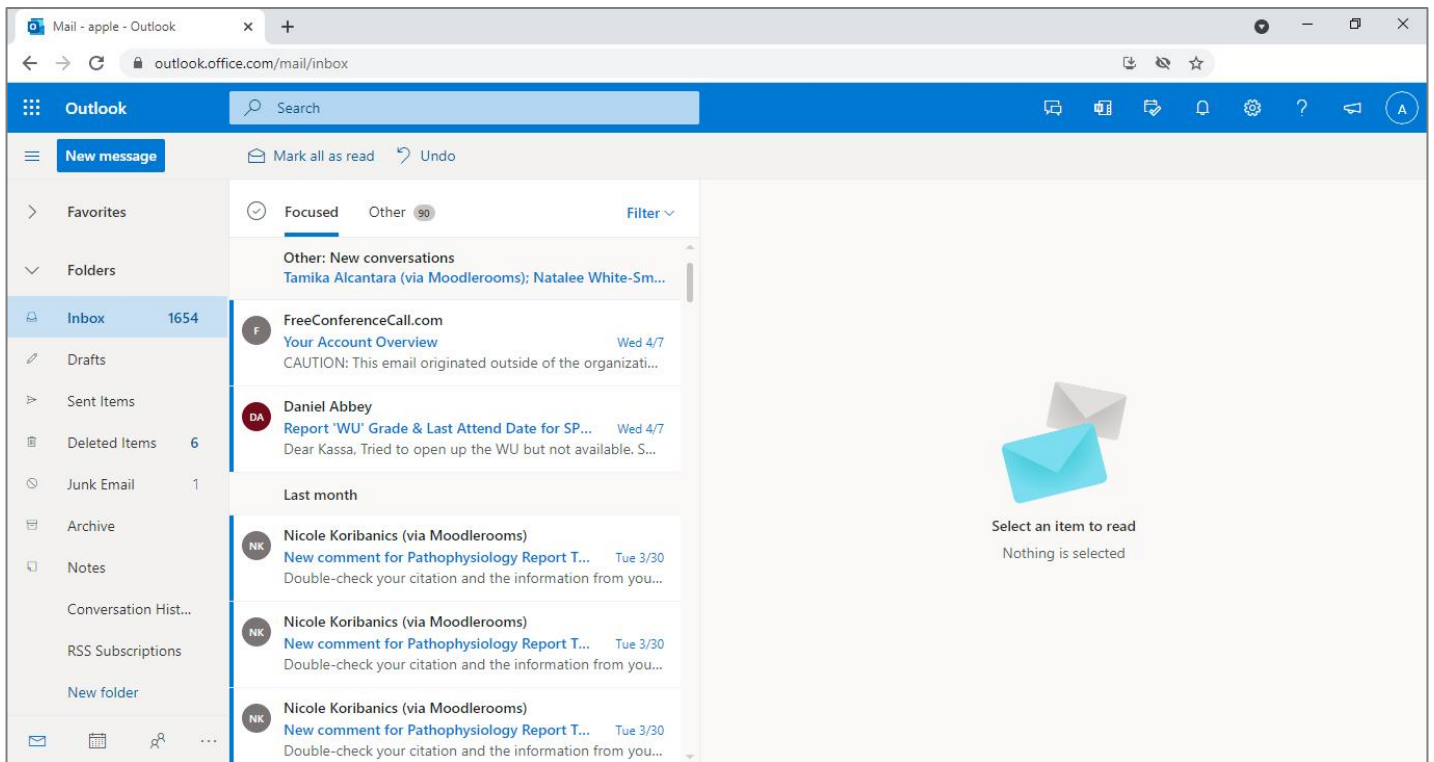 Mail - apple - Outlook
outlook.office.com/mail/inbox
Outlook
Search
A
New message
Mark all as read
Undo
Favorites
Folders
Inbox 1654
Drafts
Sent Items
Deleted Items 6
Junk Email 1
Archive
Notes
Conversation Hist...
RSS Subscriptions
New folder
...
Focused Other 90 Filter
Other: New conversations
Tamika Alcantara (via Moodlerooms); Natalee White-Sm...
F
FreeConferenceCall.com
Your Account Overview Wed 4/7
CAUTION: This email originated outside of the organizati...
DA
Daniel Abbey
Report 'WU' Grade & Last Attend Date for SP... Wed 4/7
Dear Kassa, Tried to open up the WU but not available. S...
Last month
NK
Nicole Koribanics (via Moodlerooms)
New comment for Pathophysiology Report T... Tue 3/30
Double-check your citation and the information from you...
NK
Nicole Koribanics (via Moodlerooms)
New comment for Pathophysiology Report T... Tue 3/30
Double-check your citation and the information from you...
NK
Nicole Koribanics (via Moodlerooms)
New comment for Pathophysiology Report T... Tue 3/30
Double-check your citation and the information from you...
Select an item to read
Nothing is selected